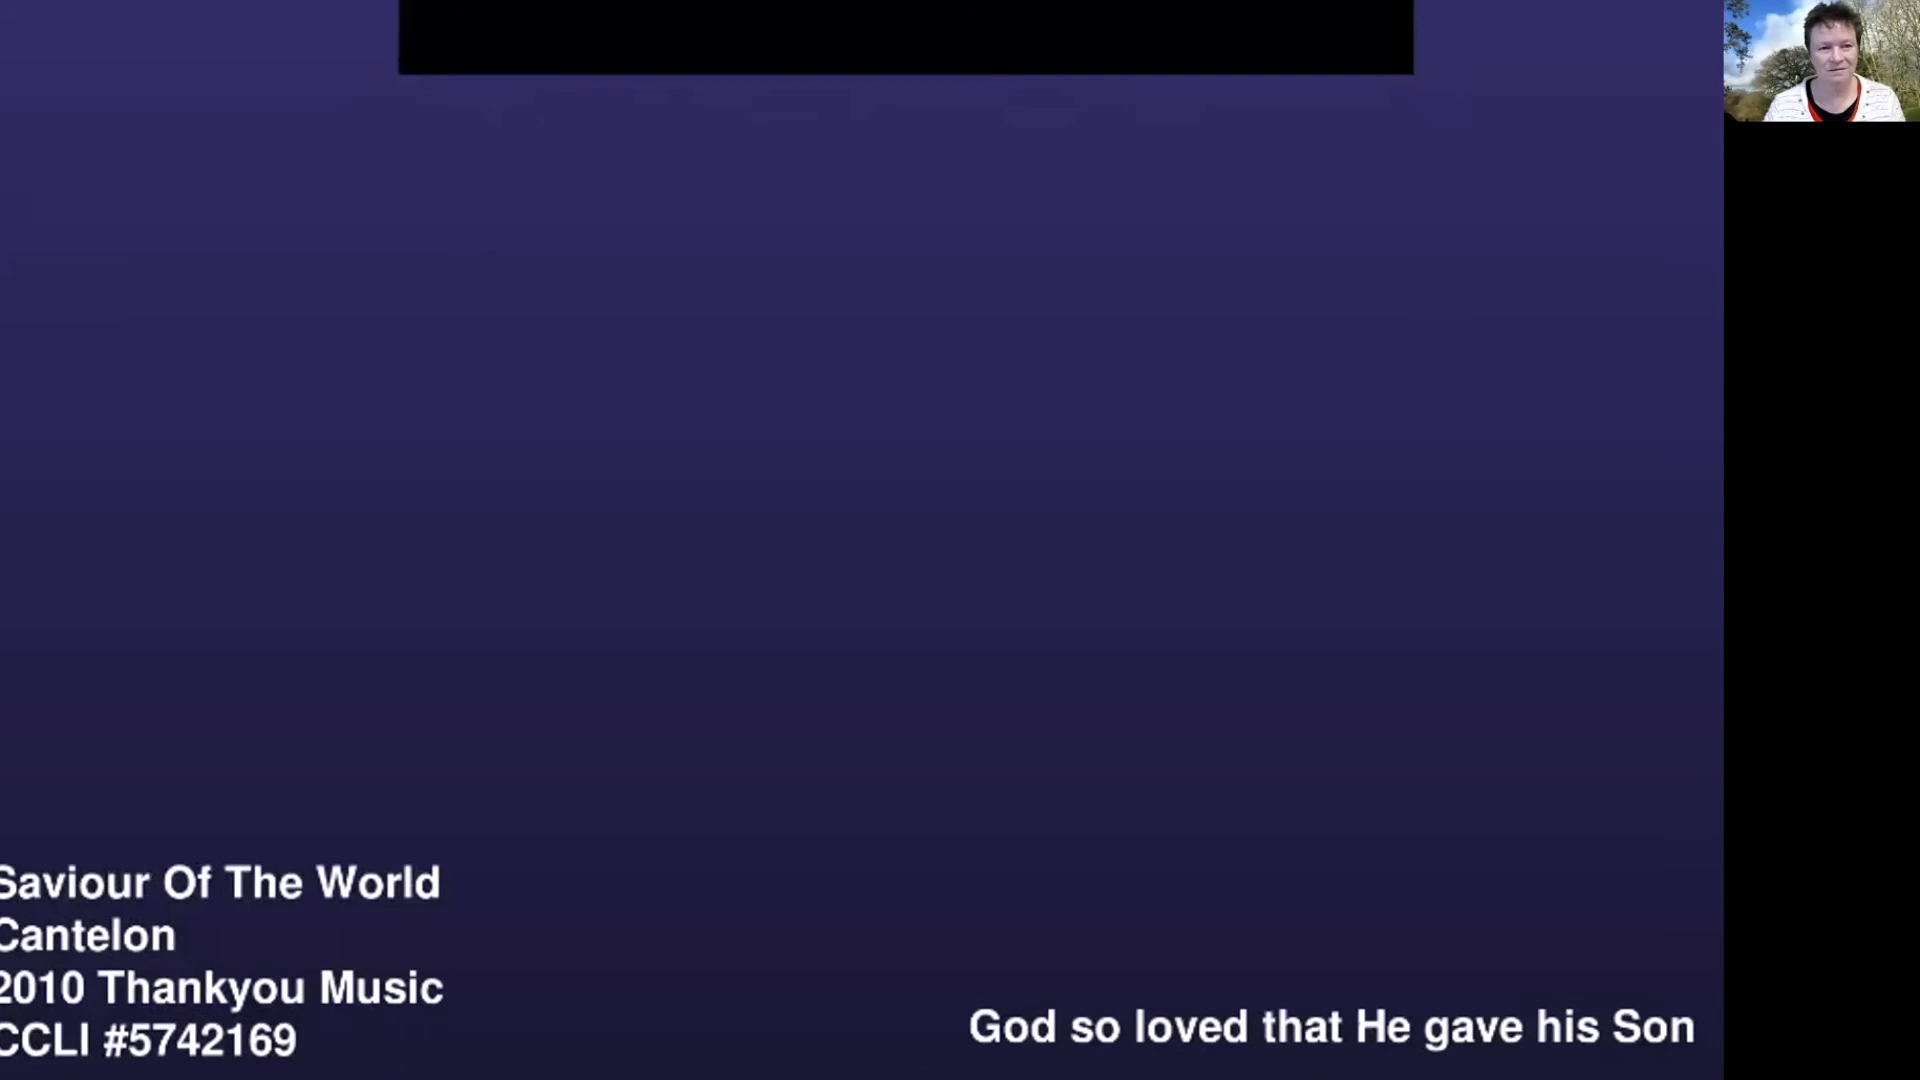 Saviour Of The World
Cantelon
2010 Thankyou Music
CCLI #5742169
God so loved that He gave his Son